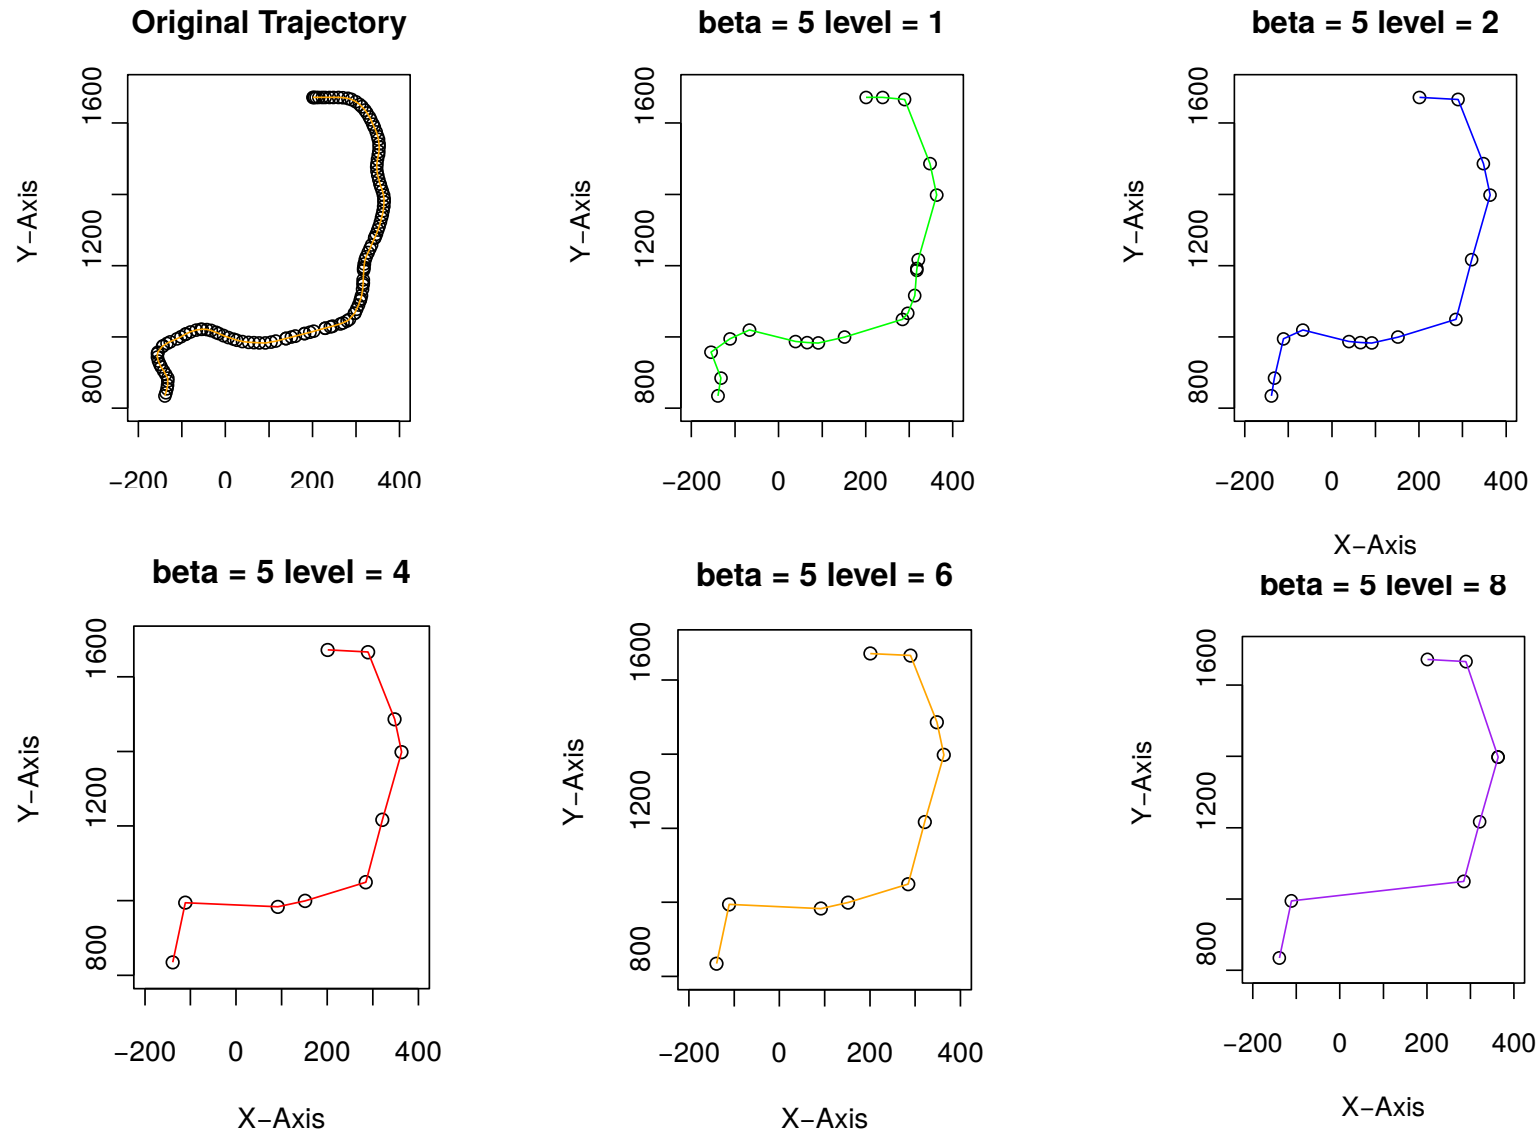 Original Trajectory
Y−Axis
800 1200 1600
−200 0 200 400
beta = 5 level = 1
Y−Axis
800 1200 1600
−200 0 200 400
beta = 5 level = 2
Y−Axis
800 1200 1600
−200 0 200 400
X−Axis
beta = 5 level = 4
Y−Axis
800 1200 1600
−200 0 200 400
X−Axis
beta = 5 level = 6
Y−Axis
800 1200 1600
−200 0 200 400
X−Axis
beta = 5 level = 8
Y−Axis
800 1200 1600
−200 0 200 400
X−Axis